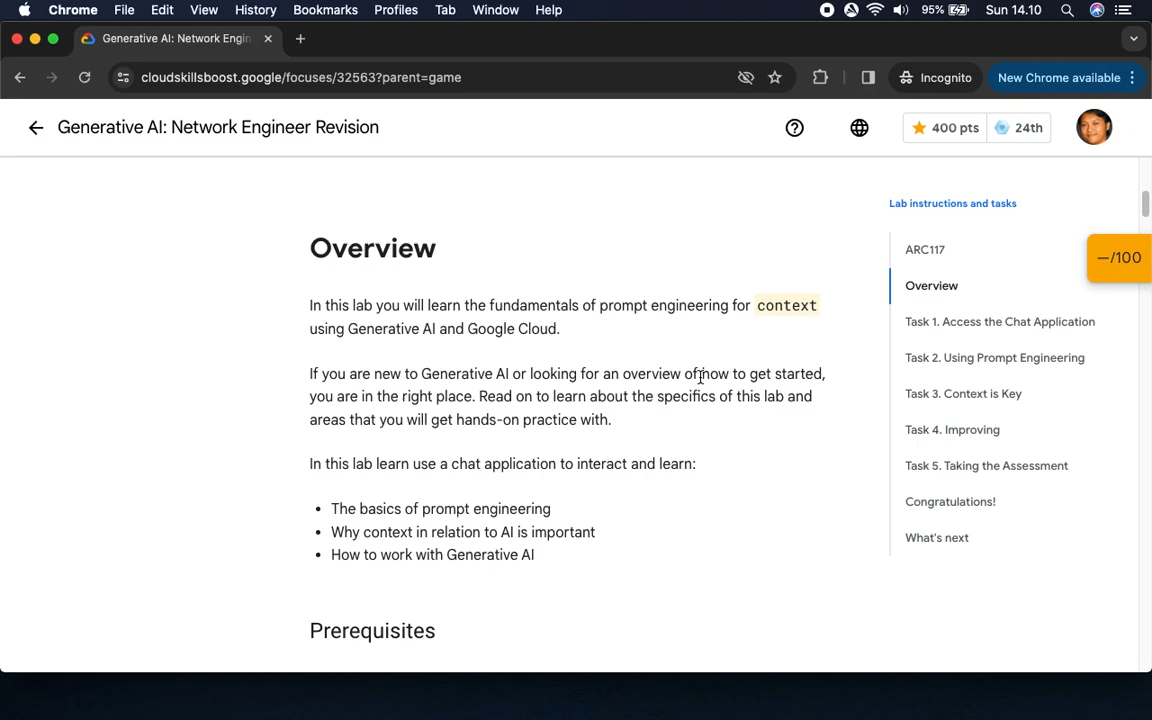 Chrome File Edit View History Bookmarks Profiles Tab Window Help 95% Sun 14.10
Generative AI: Network Engin
cloudskillsboost.google/focuses/32563?parent=game Incognito New Chrome available
Generative AI: Network Engineer Revision 400 pts 24th
Overview
In this lab you will learn the fundamentals of prompt engineering for context
using Generative AI and Google Cloud.
If you are new to Generative AI or looking for an overview of how to get started,
you are in the right place. Read on to learn about the specifics of this lab and
areas that you will get hands-on practice with.
In this lab learn use a chat application to interact and learn:
• The basics of prompt engineering
• Why context in relation to AI is important
• How to work with Generative AI
Prerequisites
Lab instructions and tasks
ARC117
Overview
Task 1. Access the Chat Application
Task 2. Using Prompt Engineering
Task 3. Context is Key
Task 4. Improving
Task 5. Taking the Assessment
Congratulations!
What's next
—/100